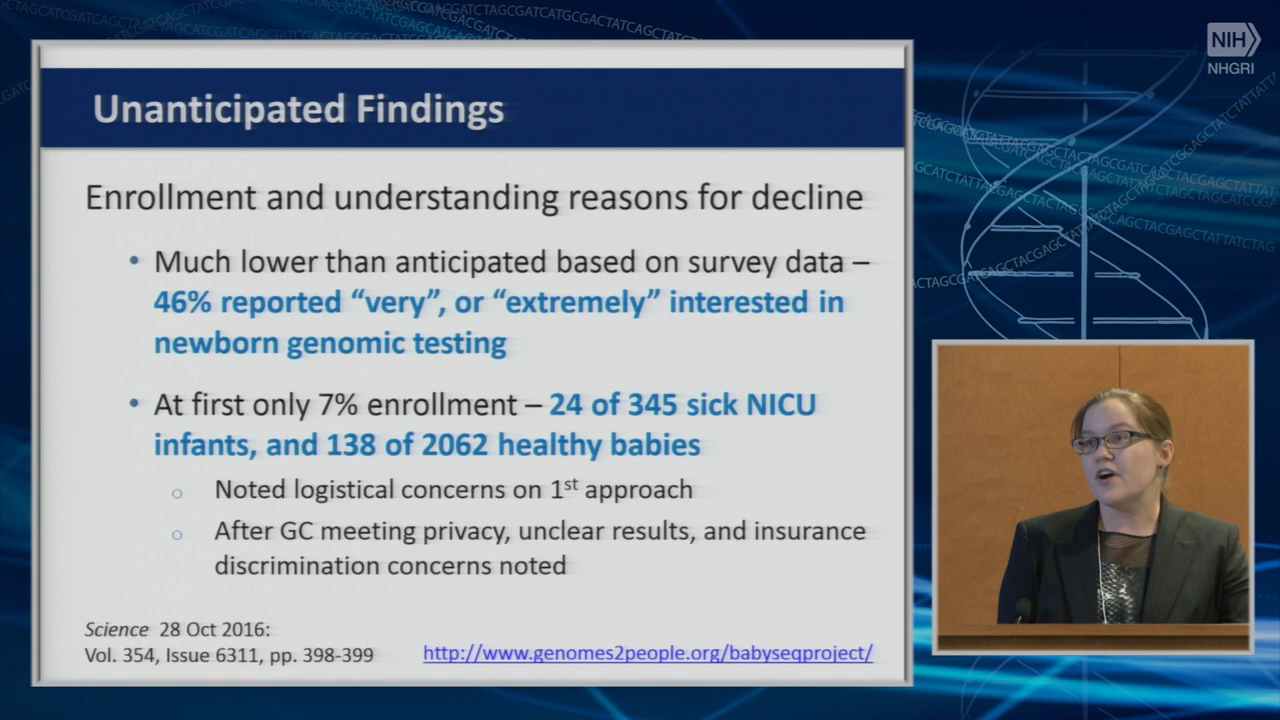 NIH
NHGRI
Unanticipated Findings
Enrollment and understanding reasons for decline
• Much lower than anticipated based on survey data –
46% reported “very”, or “extremely” interested in
newborn genomic testing
• At first only 7% enrollment – 24 of 345 sick NICU
infants, and 138 of 2062 healthy babies
o Noted logistical concerns on 1st approach
o After GC meeting privacy, unclear results, and insurance
discrimination concerns noted
Science 28 Oct 2016:
Vol. 354, Issue 6311, pp. 398-399
http://www.genomes2people.org/babyseqproject/